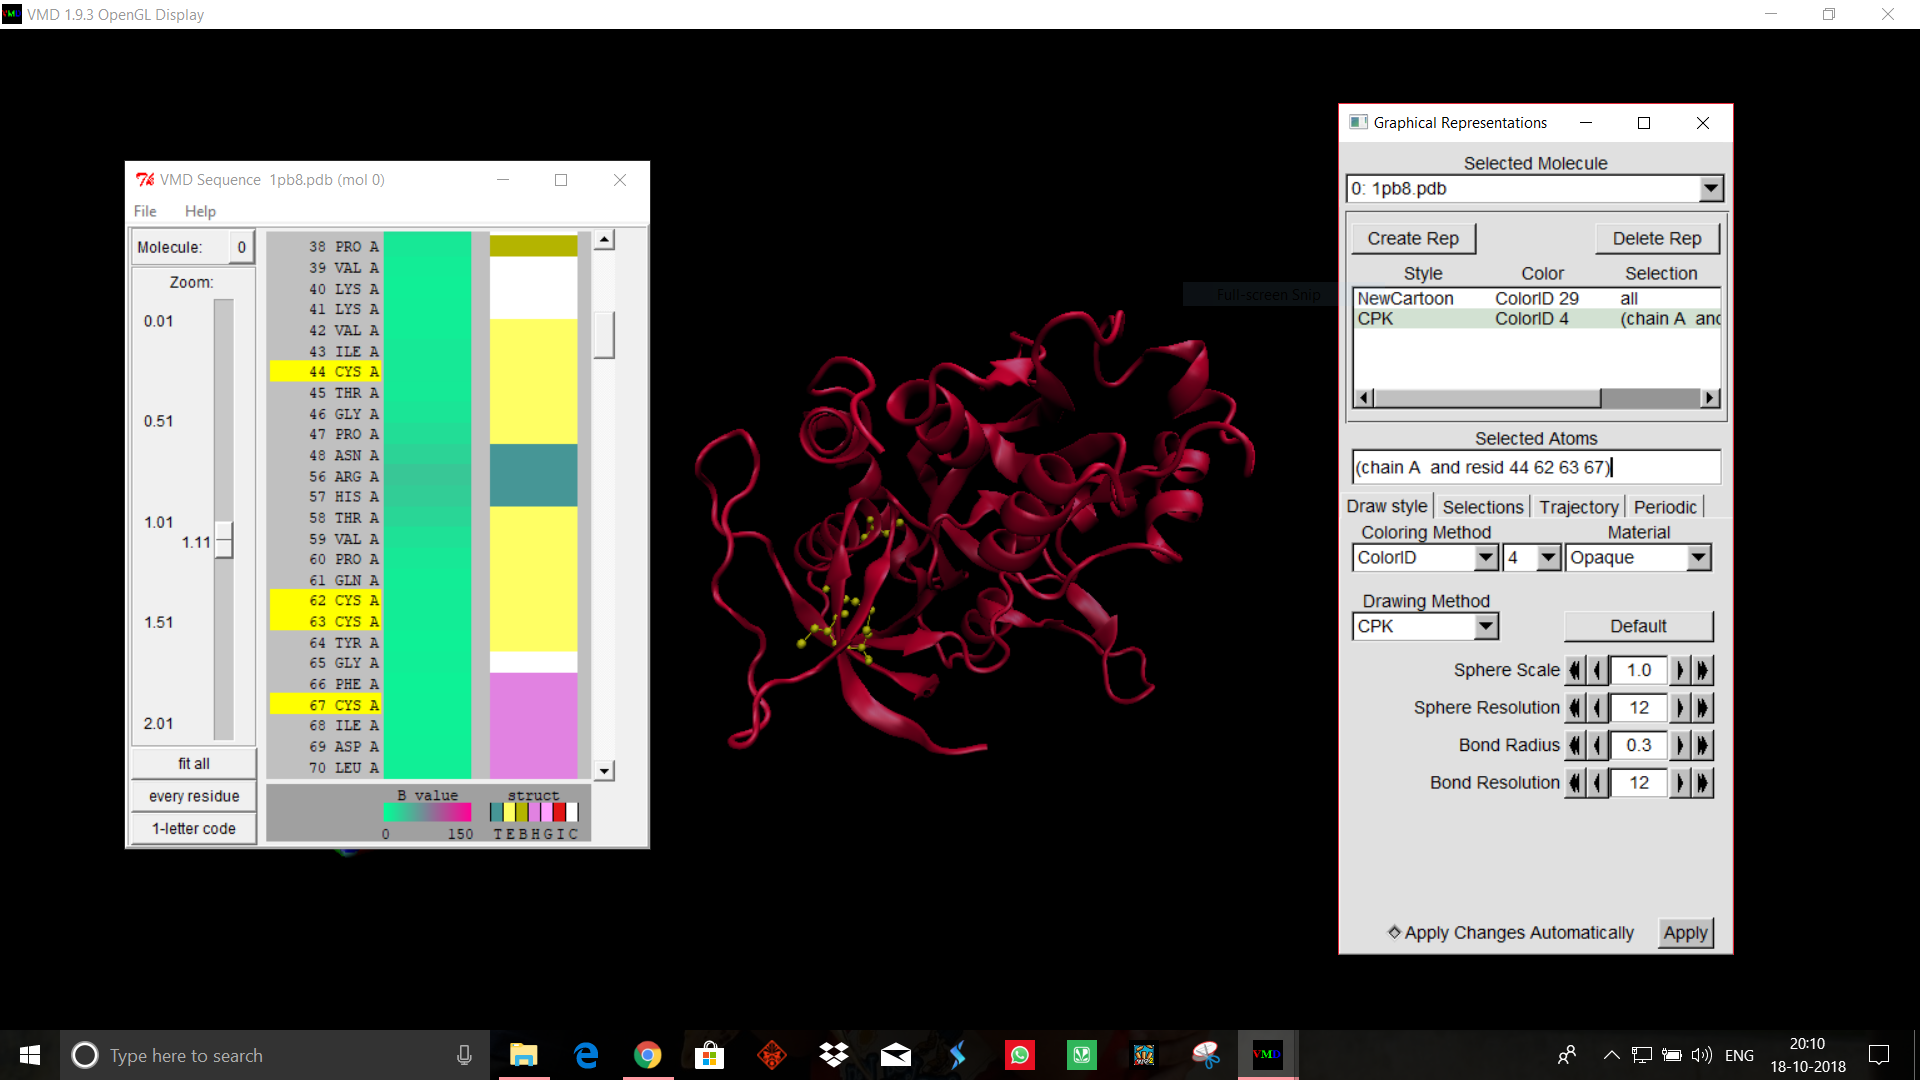 VMD 1.9.3 OpenGL Display
VMD Sequence  1pb8.pdb (mol 0)
File Help
Molecule: 0
Zoom:
0.01
0.51
1.01
1.11
1.51
2.01
fit all
every residue
1-letter code
38 PRO A
39 VAL A
40 LYS A
41 LYS A
42 VAL A
43 ILE A
44 CYS A
45 THR A
46 GLY A
47 PRO A
48 ASN A
56 ARG A
57 HIS A
58 THR A
59 VAL A
60 PRO A
61 GLN A
62 CYS A
63 CYS A
64 TYR A
65 GLY A
66 PHE A
67 CYS A
68 ILE A
69 ASP A
70 LEU A
B value struct
0 150 T E B H G I C
Full-screen Snip
Graphical Representations
Selected Molecule
0: 1pb8.pdb
Create Rep Delete Rep
Style Color Selection
NewCartoon ColorID 29 all
CPK ColorID 4 (chain A  and
Selected Atoms
(chain A  and resid 44 62 63 67)
Draw style Selections Trajectory Periodic
Coloring Method Material
ColorID 4 Opaque
Drawing Method
CPK Default
Sphere Scale 1.0
Sphere Resolution 12
Bond Radius 0.3
Bond Resolution 12
Apply Changes Automatically Apply
Type here to search
VMD
ENG
20:10
18-10-2018